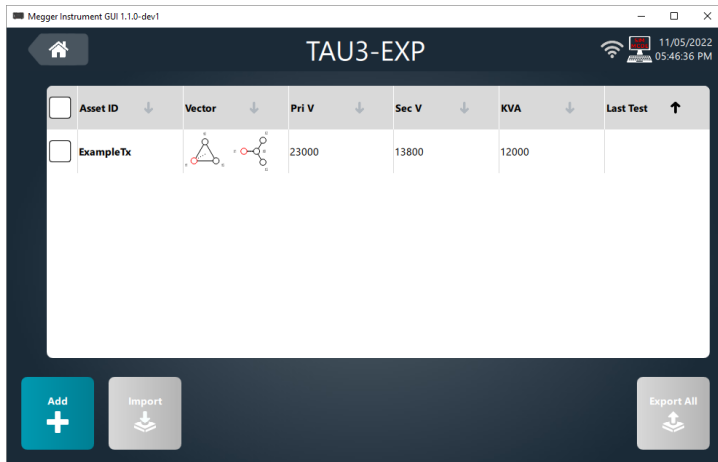 Megger Instrument GUI 1.1.0-dev1
TAU3-EXP
11/05/2022
05:46:36 PM
Asset ID Vector Pri V Sec V KVA Last Test
ExampleTx 23000 13800 12000
Add
Import
Export All